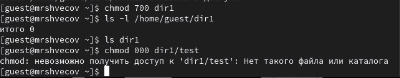 [guest@mrshvecov ~]$ chmod 700 dir1
[guest@mrshvecov ~]$ ls -l /home/guest/dir1
итого 0
[guest@mrshvecov ~]$ ls dir1
[guest@mrshvecov ~]$ chmod 000 dir1/test
chmod: невозможно получить доступ к 'dir1/test': Нет такого файла или каталога
[guest@mrshvecov ~]$